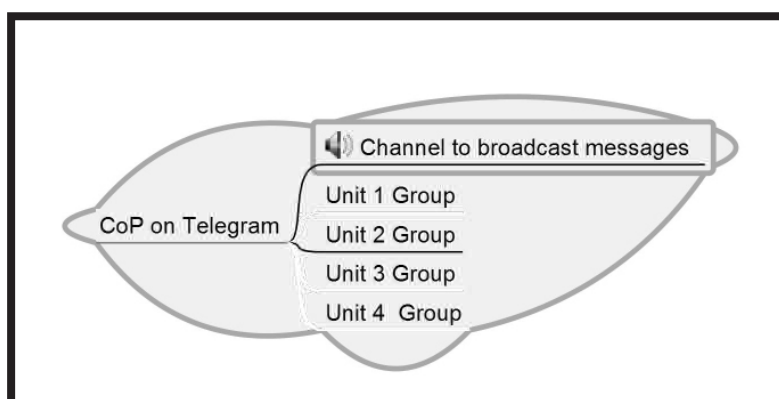 Channel to broadcast messages
Unit 1 Group
CoP on Telegram
Unit 2 Group
Unit 3 Group
Unit 4  Group